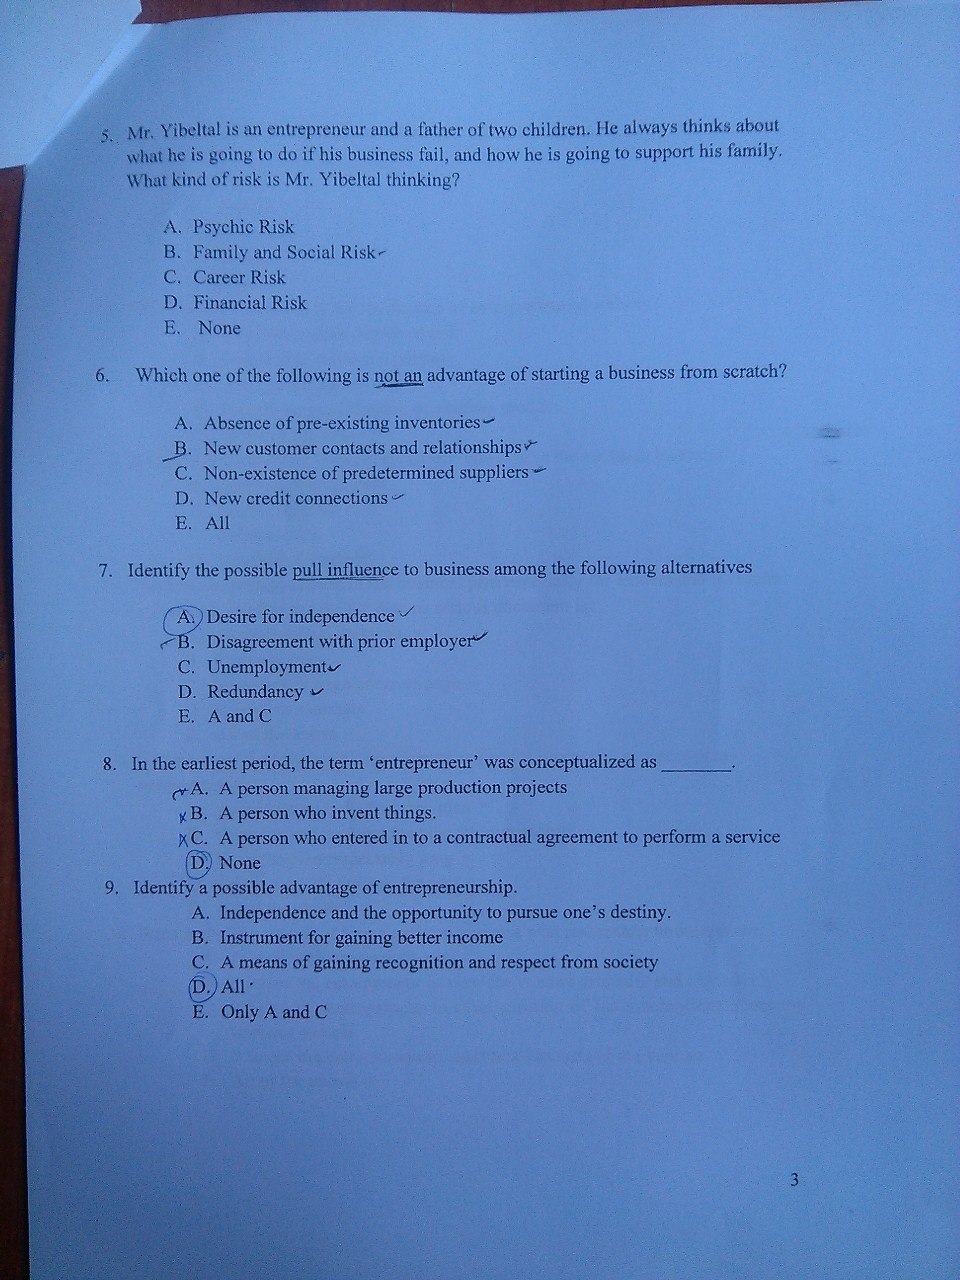 5. Mr. Yibeltal is an entrepreneur and a father of two children. He always thinks about
what he is going to do if his business fail, and how he is going to support his family.
What kind of risk is Mr. Yibeltal thinking?
A. Psychic Risk
B. Family and Social Risk
C. Career Risk
D. Financial Risk
E. None
6. Which one of the following is not an advantage of starting a business from scratch?
A. Absence of pre-existing inventories
B. New customer contacts and relationships
C. Non-existence of predetermined suppliers
D. New credit connections
E. All
7. Identify the possible pull influence to business among the following alternatives
A. Desire for independence
B. Disagreement with prior employer
C. Unemployment
D. Redundancy
E. A and C
8. In the earliest period, the term ‘entrepreneur’ was conceptualized as _______.
A. A person managing large production projects
B. A person who invent things.
C. A person who entered in to a contractual agreement to perform a service
D. None
9. Identify a possible advantage of entrepreneurship.
A. Independence and the opportunity to pursue one’s destiny.
B. Instrument for gaining better income
C. A means of gaining recognition and respect from society
D. All
E. Only A and C
3